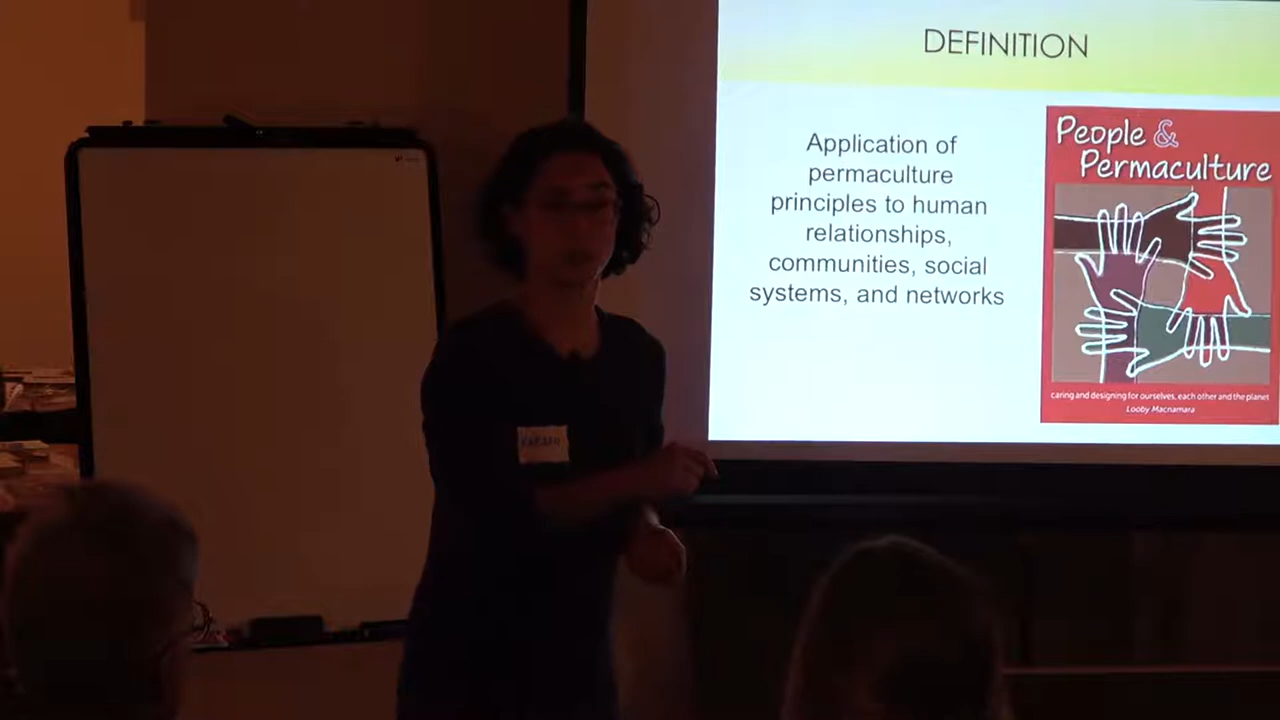 DEFINITION
Application of
permaculture
principles to human
relationships,
communities, social
systems, and networks
People &
Permaculture
caring and designing for ourselves, each other and the planet
Looby Macnamara